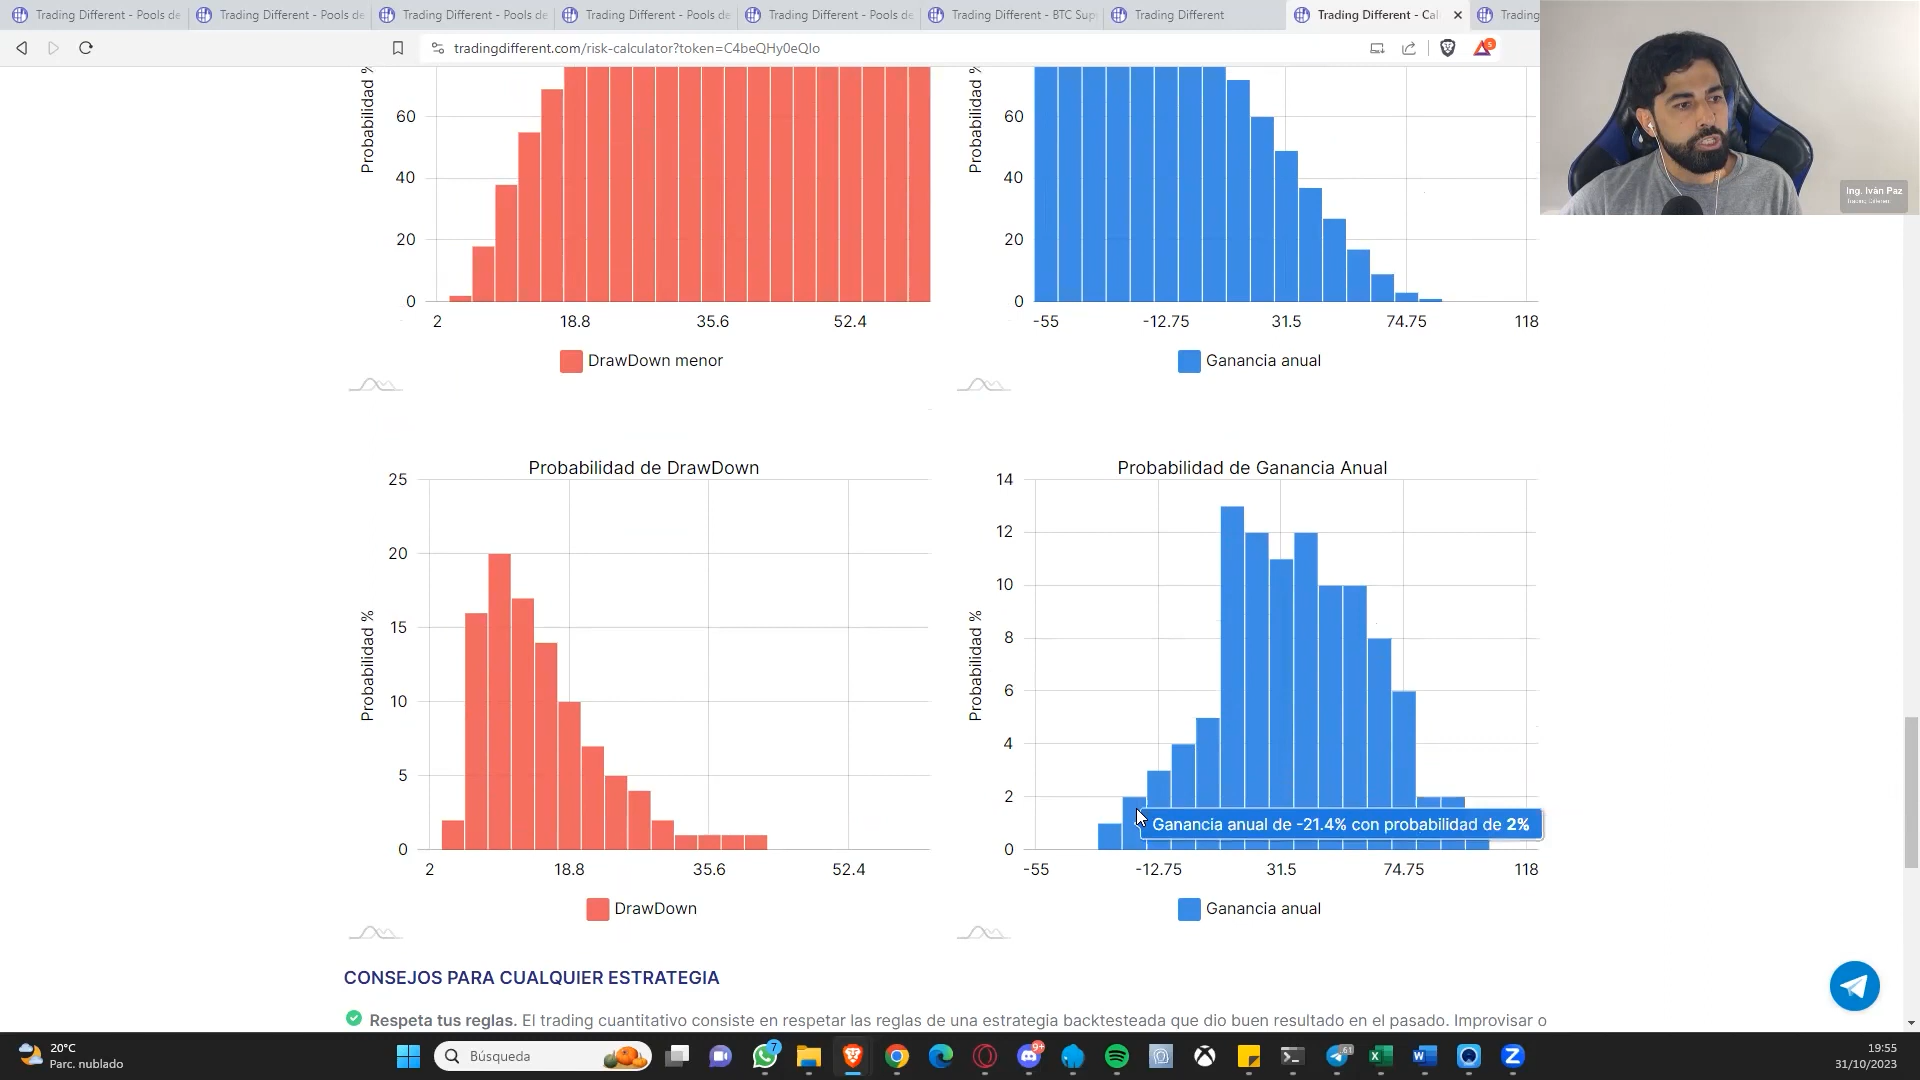 Trading Different - Pools de
Trading Different - Pools de
Trading Different - Pools de
Trading Different - Pools de
Trading Different - Pools de
Trading Different - BTC Sup
Trading Different
Trading Different - Cal
Trading
tradingdifferent.com/risk-calculator?token=C4beQHy0eQIo
5
Ing. Iván Paz
Trading Different
Probabilidad %
60
40
20
0
2
18.8
35.6
52.4
DrawDown menor
Probabilidad %
60
40
20
0
-55
-12.75
31.5
74.75
118
Ganancia anual
Probabilidad de DrawDown
25
20
15
10
5
0
Probabilidad %
2
18.8
35.6
52.4
DrawDown
Probabilidad de Ganancia Anual
14
12
10
8
6
4
2
0
Probabilidad %
Ganancia anual de -21.4% con probabilidad de 2%
-55
-12.75
31.5
74.75
118
Ganancia anual
CONSEJOS PARA CUALQUIER ESTRATEGIA
Respeta tus reglas. El trading cuantitativo consiste en respetar las reglas de una estrategia backtesteada que dio buen resultado en el pasado. Improvisar o
20°C
Parc. nublado
Búsqueda
7
9+
61
19:55
31/10/2023